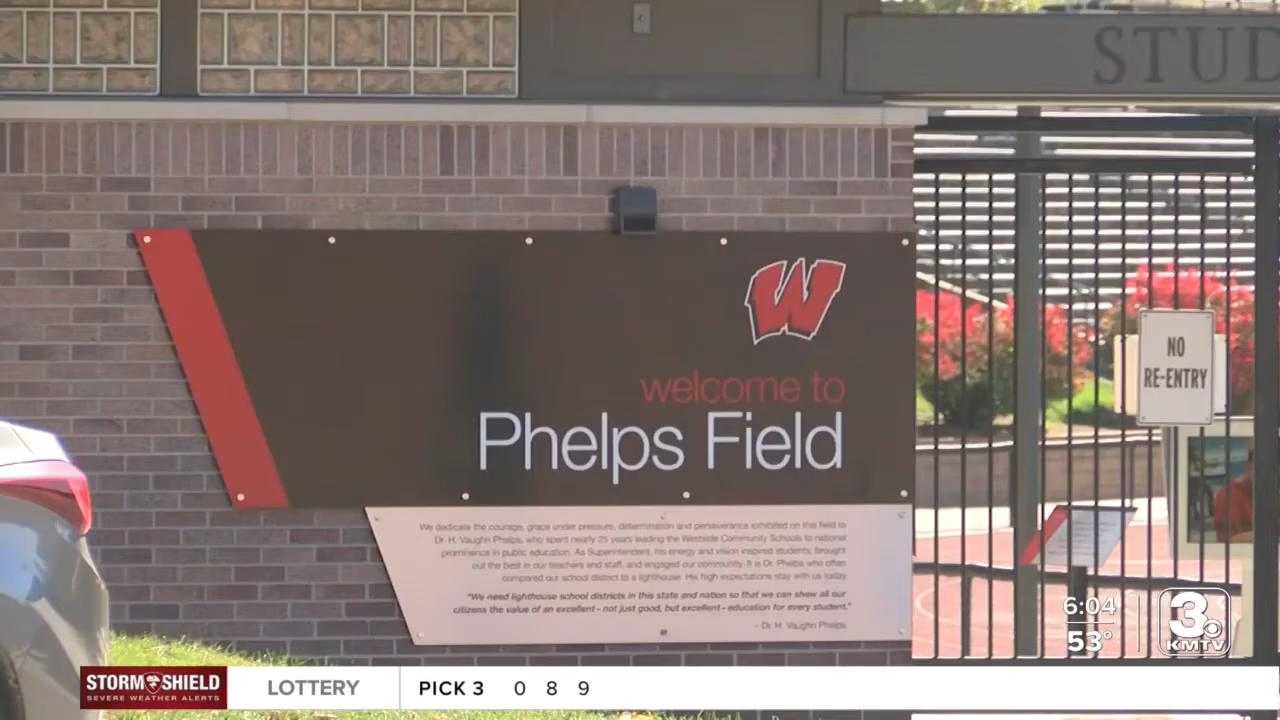 STUD
W
NO
RE-ENTRY
welcome to
Phelps Field
We dedicate the courage, grace under pressure, determination and perseverance exhibited on this field to
Dr. H. Vaughn Phelps, who spent nearly 25 years leading the Westside Community Schools to national
prominence in public education. As Superintendent, his energy and vision inspired students, brought
out the best in our teachers and staff, and engaged our community. It is Dr. Phelps who often
compared our school district to a lighthouse. His high expectations stay with us today
"We need lighthouse school districts in this state and nation so that we can show all our
citizens the value of an excellent - not just good, but excellent - education for every student."
- Dr. H. Vaughn Phelps
6:04
53°
3
KMTV
STORM SHIELD
SEVERE WEATHER ALERTS
LOTTERY
PICK 3 0 8 9